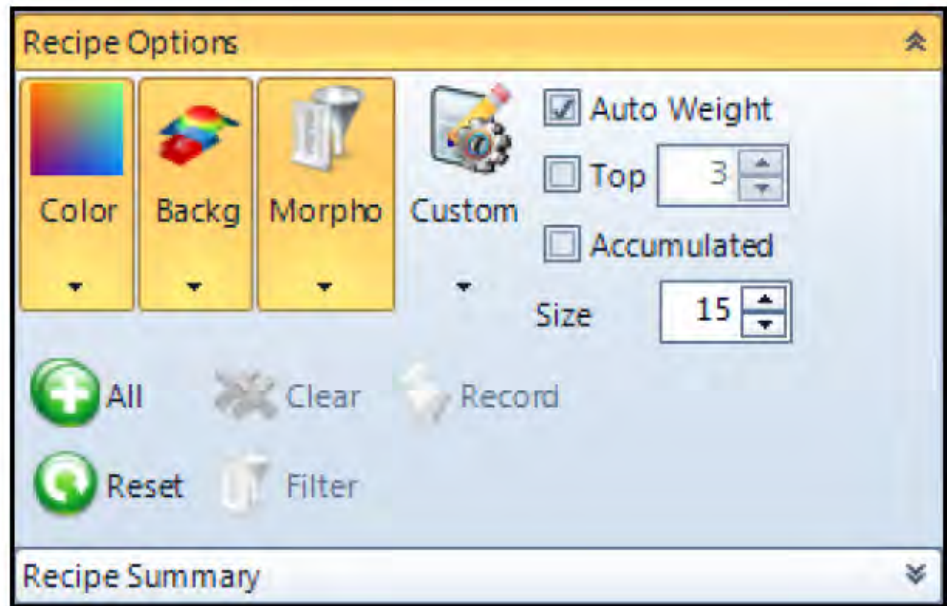 Recipe Options
Color
Backg
Morpho
Custom
Auto Weight
Top 3
Accumulated
Size 15
All Clear Record
Reset Filter
Recipe Summary